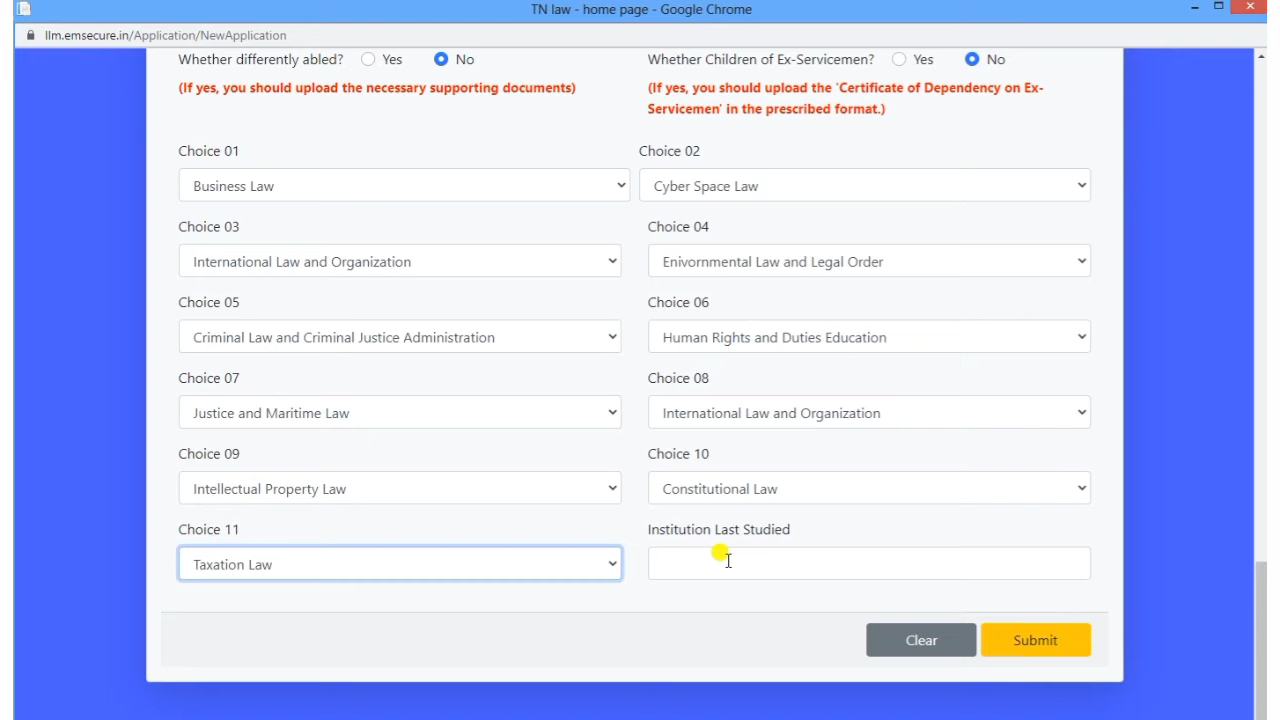 TN law - home page - Google Chrome
llm.emsecure.in/Application/NewApplication
Whether differently abled? Yes No
Whether Children of Ex-Servicemen? Yes No
(If yes, you should upload the necessary supporting documents)
(If yes, you should upload the 'Certificate of Dependency on Ex-
Servicemen' in the prescribed format.)
Choice 01
Choice 02
Business Law
Cyber Space Law
Choice 03
Choice 04
International Law and Organization
Enivornmental Law and Legal Order
Choice 05
Choice 06
Criminal Law and Criminal Justice Administration
Human Rights and Duties Education
Choice 07
Choice 08
Justice and Maritime Law
International Law and Organization
Choice 09
Choice 10
Intellectual Property Law
Constitutional Law
Choice 11
Institution Last Studied
Taxation Law
Clear
Submit